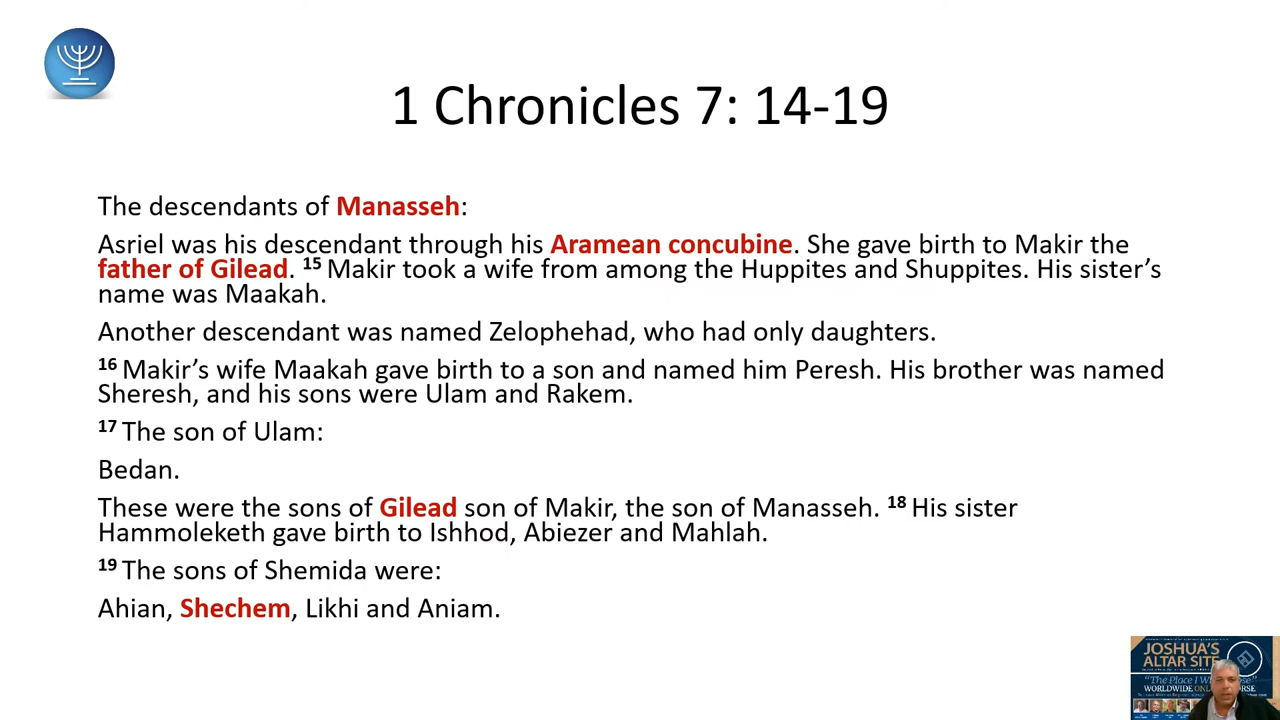 1 Chronicles 7: 14-19
The descendants of Manasseh:
Asriel was his descendant through his Aramean concubine. She gave birth to Makir the
father of Gilead. 15 Makir took a wife from among the Huppites and Shuppites. His sister’s
name was Maakah.
Another descendant was named Zelophehad, who had only daughters.
16 Makir’s wife Maakah gave birth to a son and named him Peresh. His brother was named
Sheresh, and his sons were Ulam and Rakem.
17 The son of Ulam:
Bedan.
These were the sons of Gilead son of Makir, the son of Manasseh. 18 His sister
Hammoleketh gave birth to Ishhod, Abiezer and Mahlah.
19 The sons of Shemida were:
Ahian, Shechem, Likhi and Aniam.
JOSHUA'S
ALTAR SITE
"The Place I W
WORLDWIDE ONL